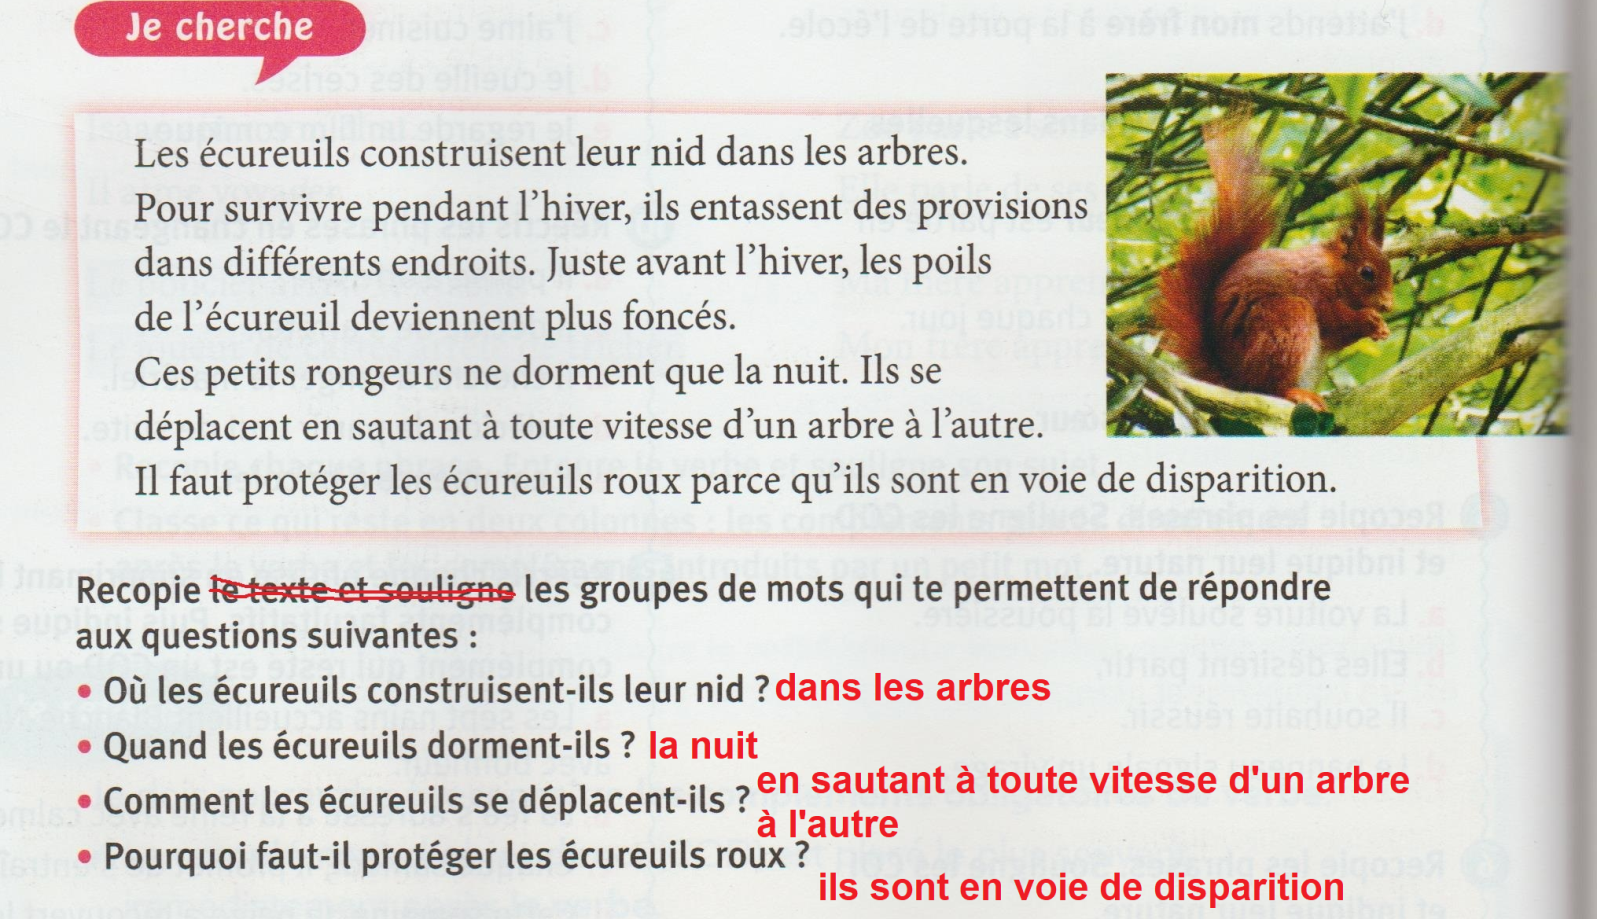 Je cherche
Les écureuils construisent leur nid dans les arbres.
Pour survivre pendant l'hiver, ils entassent des provisions
dans différents endroits. Juste avant l'hiver, les poils
de l'écureuil deviennent plus foncés.
Ces petits rongeurs ne dorment que la nuit. Ils se
déplacent en sautant à toute vitesse d'un arbre à l'autre.
Il faut protéger les écureuils roux parce qu'ils sont en voie de disparition.
Recopie le texte et souligne les groupes de mots qui te permettent de répondre
aux questions suivantes :
• Où les écureuils construisent-ils leur nid ? dans les arbres
• Quand les écureuils dorment-ils ? la nuit
• Comment les écureuils se déplacent-ils ? en sautant à toute vitesse d'un arbre
à l'autre
• Pourquoi faut-il protéger les écureuils roux ?
ils sont en voie de disparition